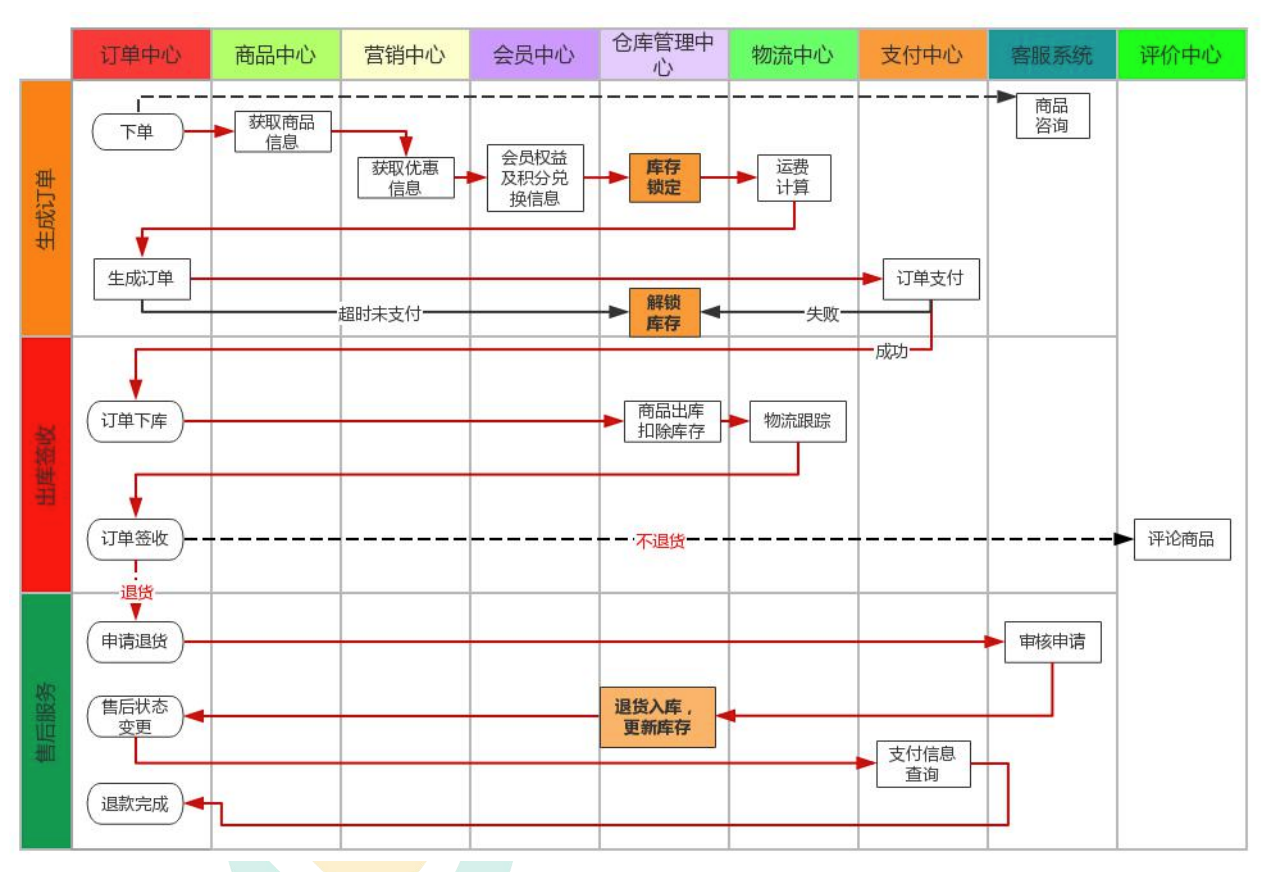 订单中心
商品中心
营销中心
会员中心
仓库管理中
心
物流中心
支付中心
客服系统
评价中心
生成订单
下单
获取商品
信息
获取优惠
信息
会员权益
及积分兑
换信息
库存
锁定
运费
计算
商品
咨询
生成订单
订单支付
超时未支付
解锁
库存
失败
成功
出库签收
订单下库
商品出库
扣除库存
物流跟踪
订单签收
不退货
评论商品
退货
售后服务
申请退货
审核申请
售后状态
变更
退货入库，
更新库存
支付信息
查询
退款完成